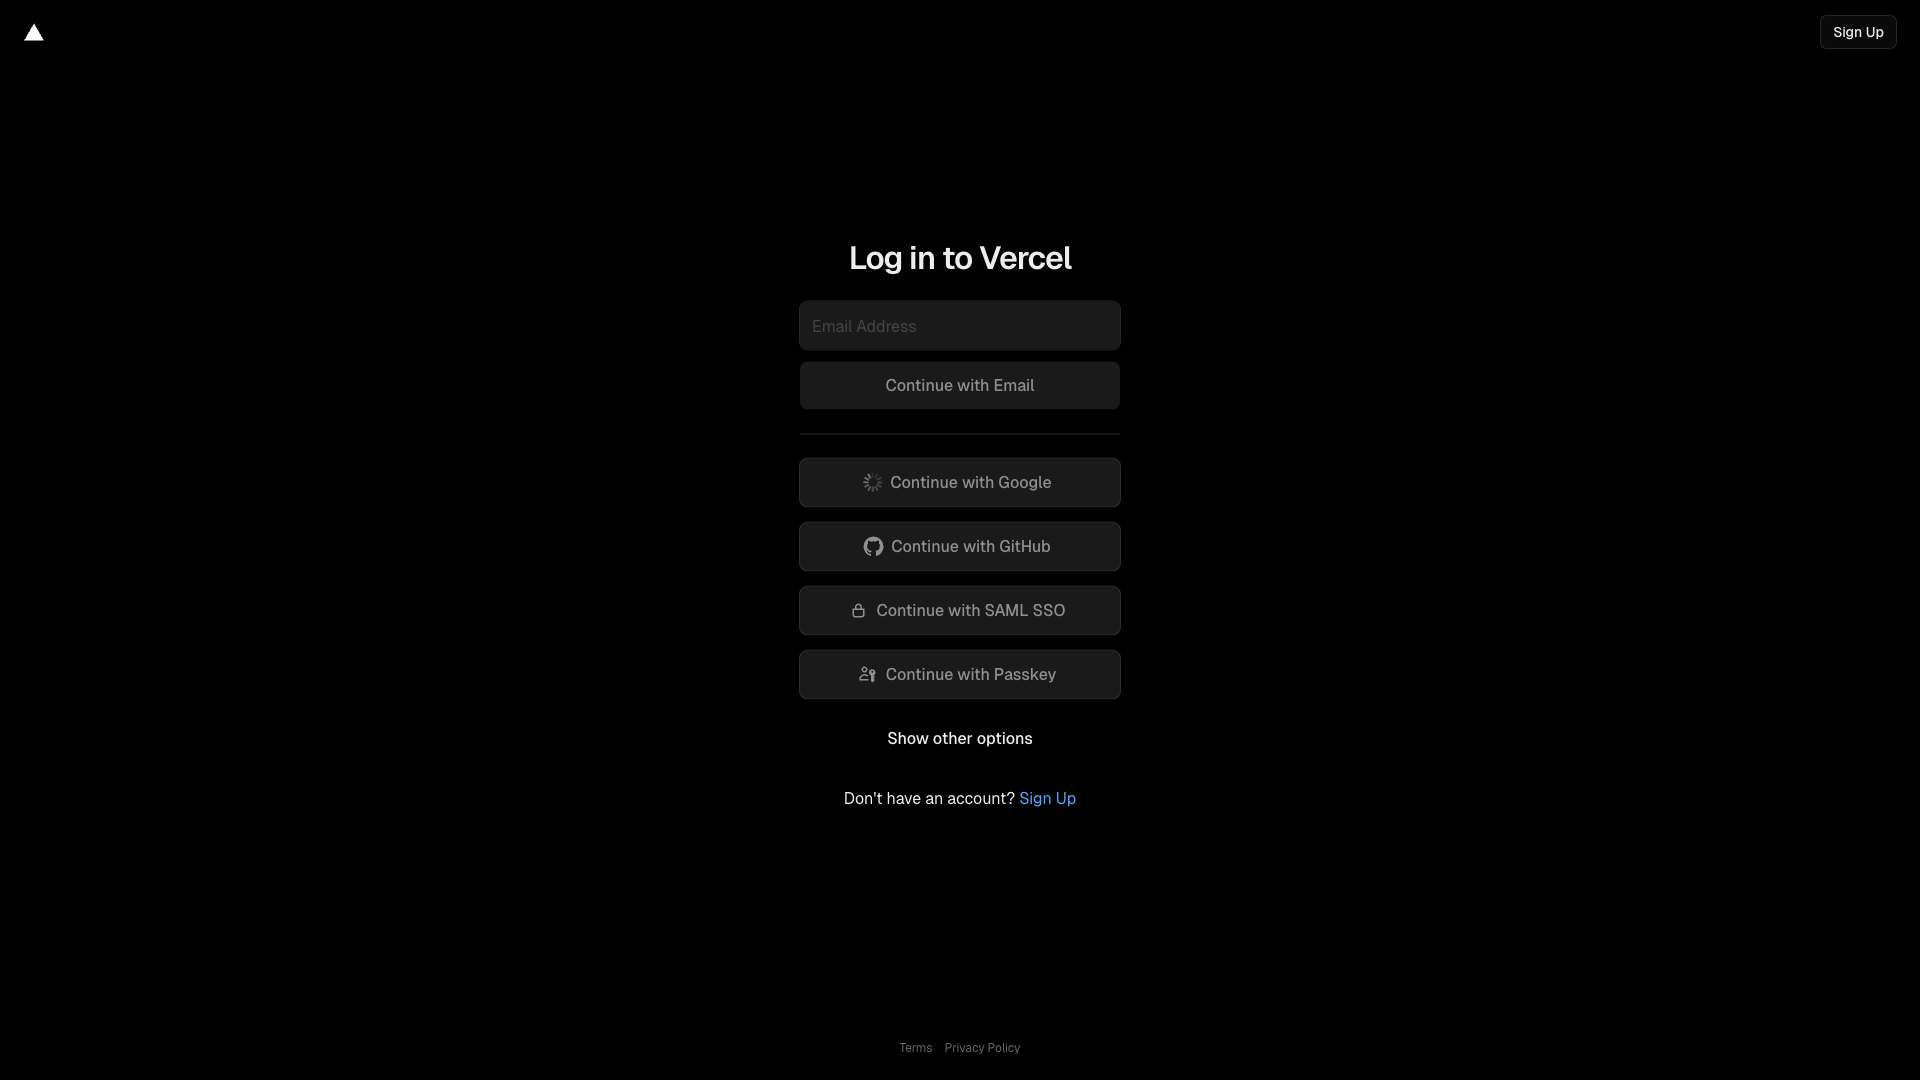 Sign Up
Log in to Vercel
Email Address
Continue with Email
Continue with Google
Continue with GitHub
Continue with SAML SSO
Continue with Passkey
Show other options
Don't have an account? Sign Up
Terms Privacy Policy